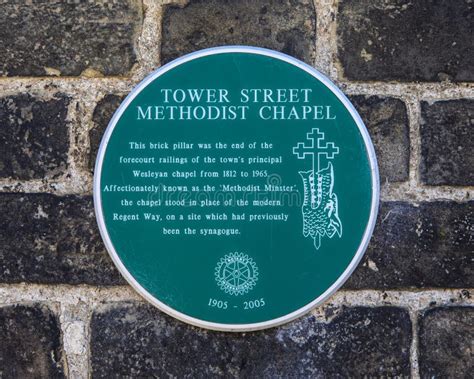 TOWER STREET
METHODIST CHAPEL
This brick pillar was the end of the
forecourt railings of the town's principal
Wesleyan chapel from 1812 to 1965.
Affectionately known as the 'Methodist Minster',
the chapel stood in place of the modern
Regent Way, on a site which had previously
been the synagogue.
1905 - 2005